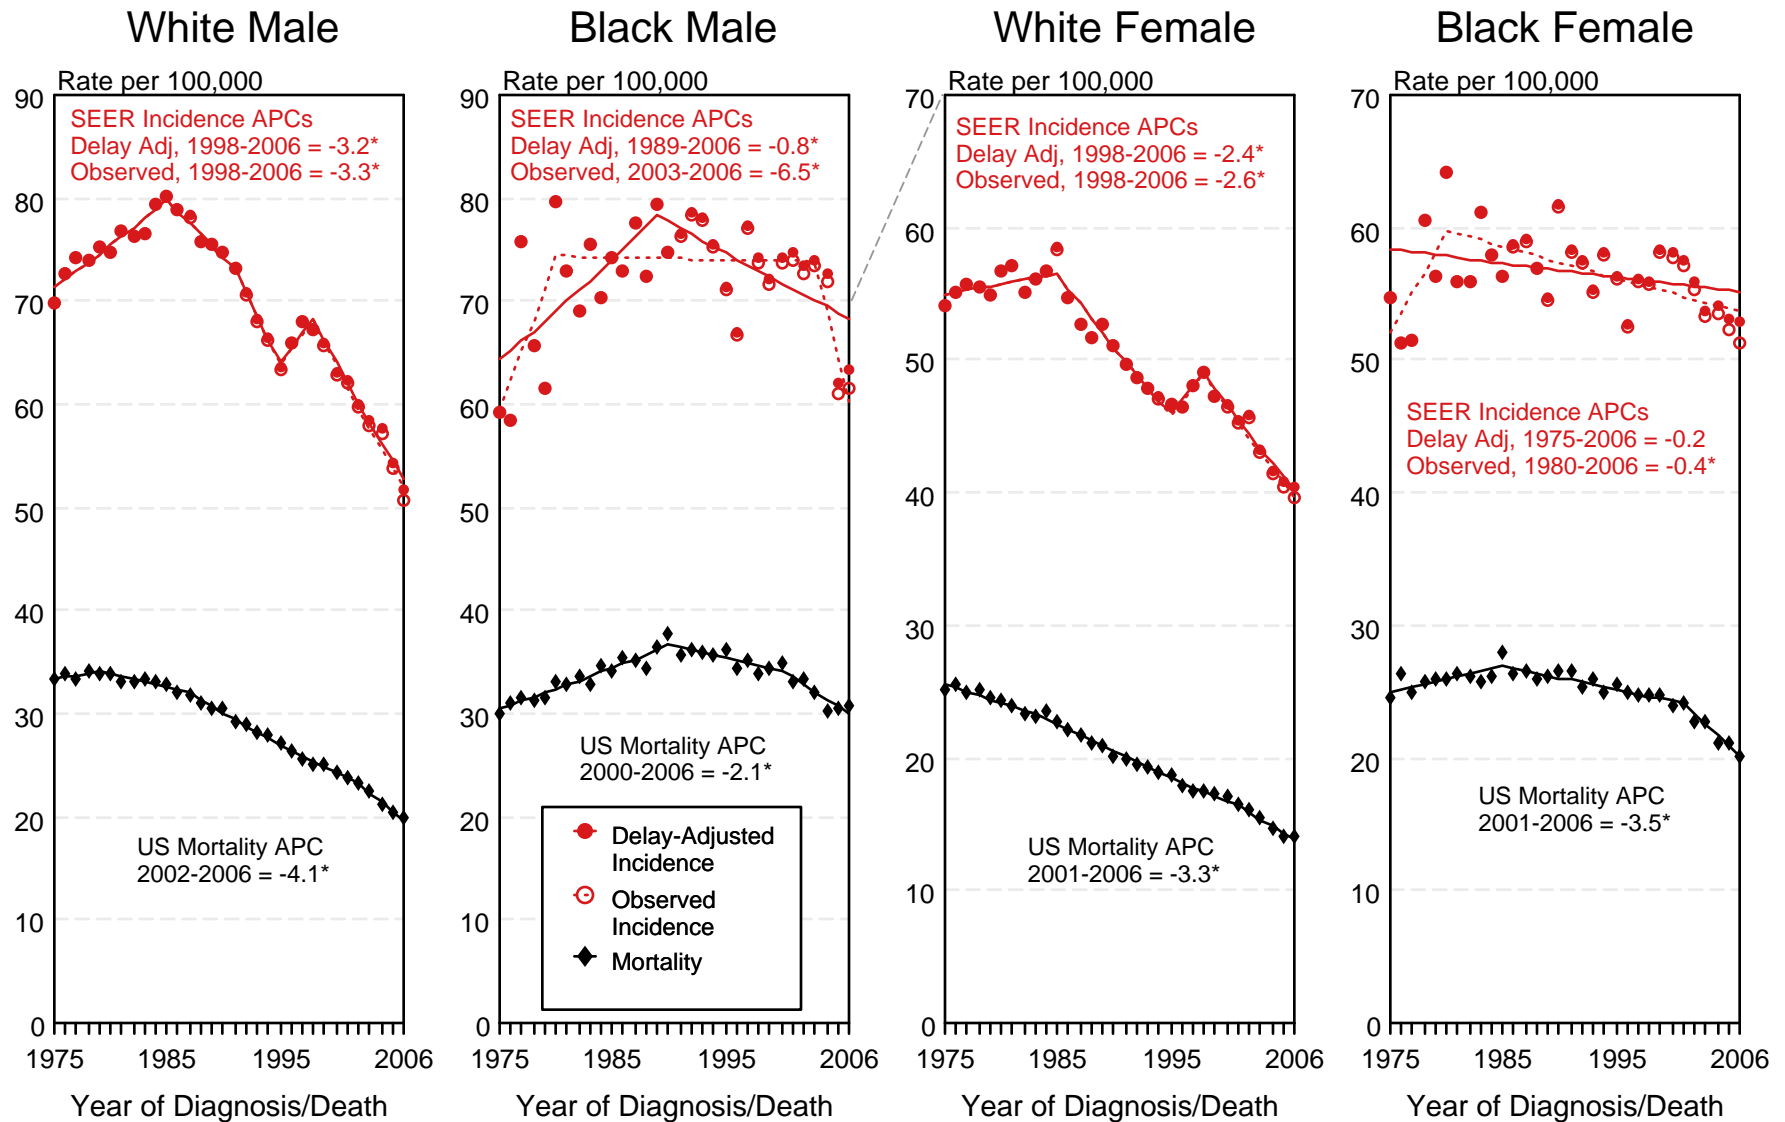 White Male
Black Male
White Female
Black Female
Rate per 100,000
90
80
70
60
50
40
30
20
10
0
SEER Incidence APCs
Delay Adj, 1998-2006 = -3.2*
Observed, 1998-2006 = -3.3*
US Mortality APC
2002-2006 = -4.1*
1975
1985
1995
2006
Year of Diagnosis/Death
Rate per 100,000
90
80
70
60
50
40
30
20
10
0
SEER Incidence APCs
Delay Adj, 1989-2006 = -0.8*
Observed, 2003-2006 = -6.5*
US Mortality APC
2000-2006 = -2.1*
Delay-Adjusted
Incidence
Observed
Incidence
Mortality
1975
1985
1995
2006
Year of Diagnosis/Death
Rate per 100,000
70
60
50
40
30
20
10
0
SEER Incidence APCs
Delay Adj, 1998-2006 = -2.4*
Observed, 1998-2006 = -2.6*
US Mortality APC
2001-2006 = -3.3*
1975
1985
1995
2006
Year of Diagnosis/Death
Rate per 100,000
70
60
50
40
30
20
10
0
SEER Incidence APCs
Delay Adj, 1975-2006 = -0.2
Observed, 1980-2006 = -0.4*
US Mortality APC
2001-2006 = -3.5*
1975
1985
1995
2006
Year of Diagnosis/Death